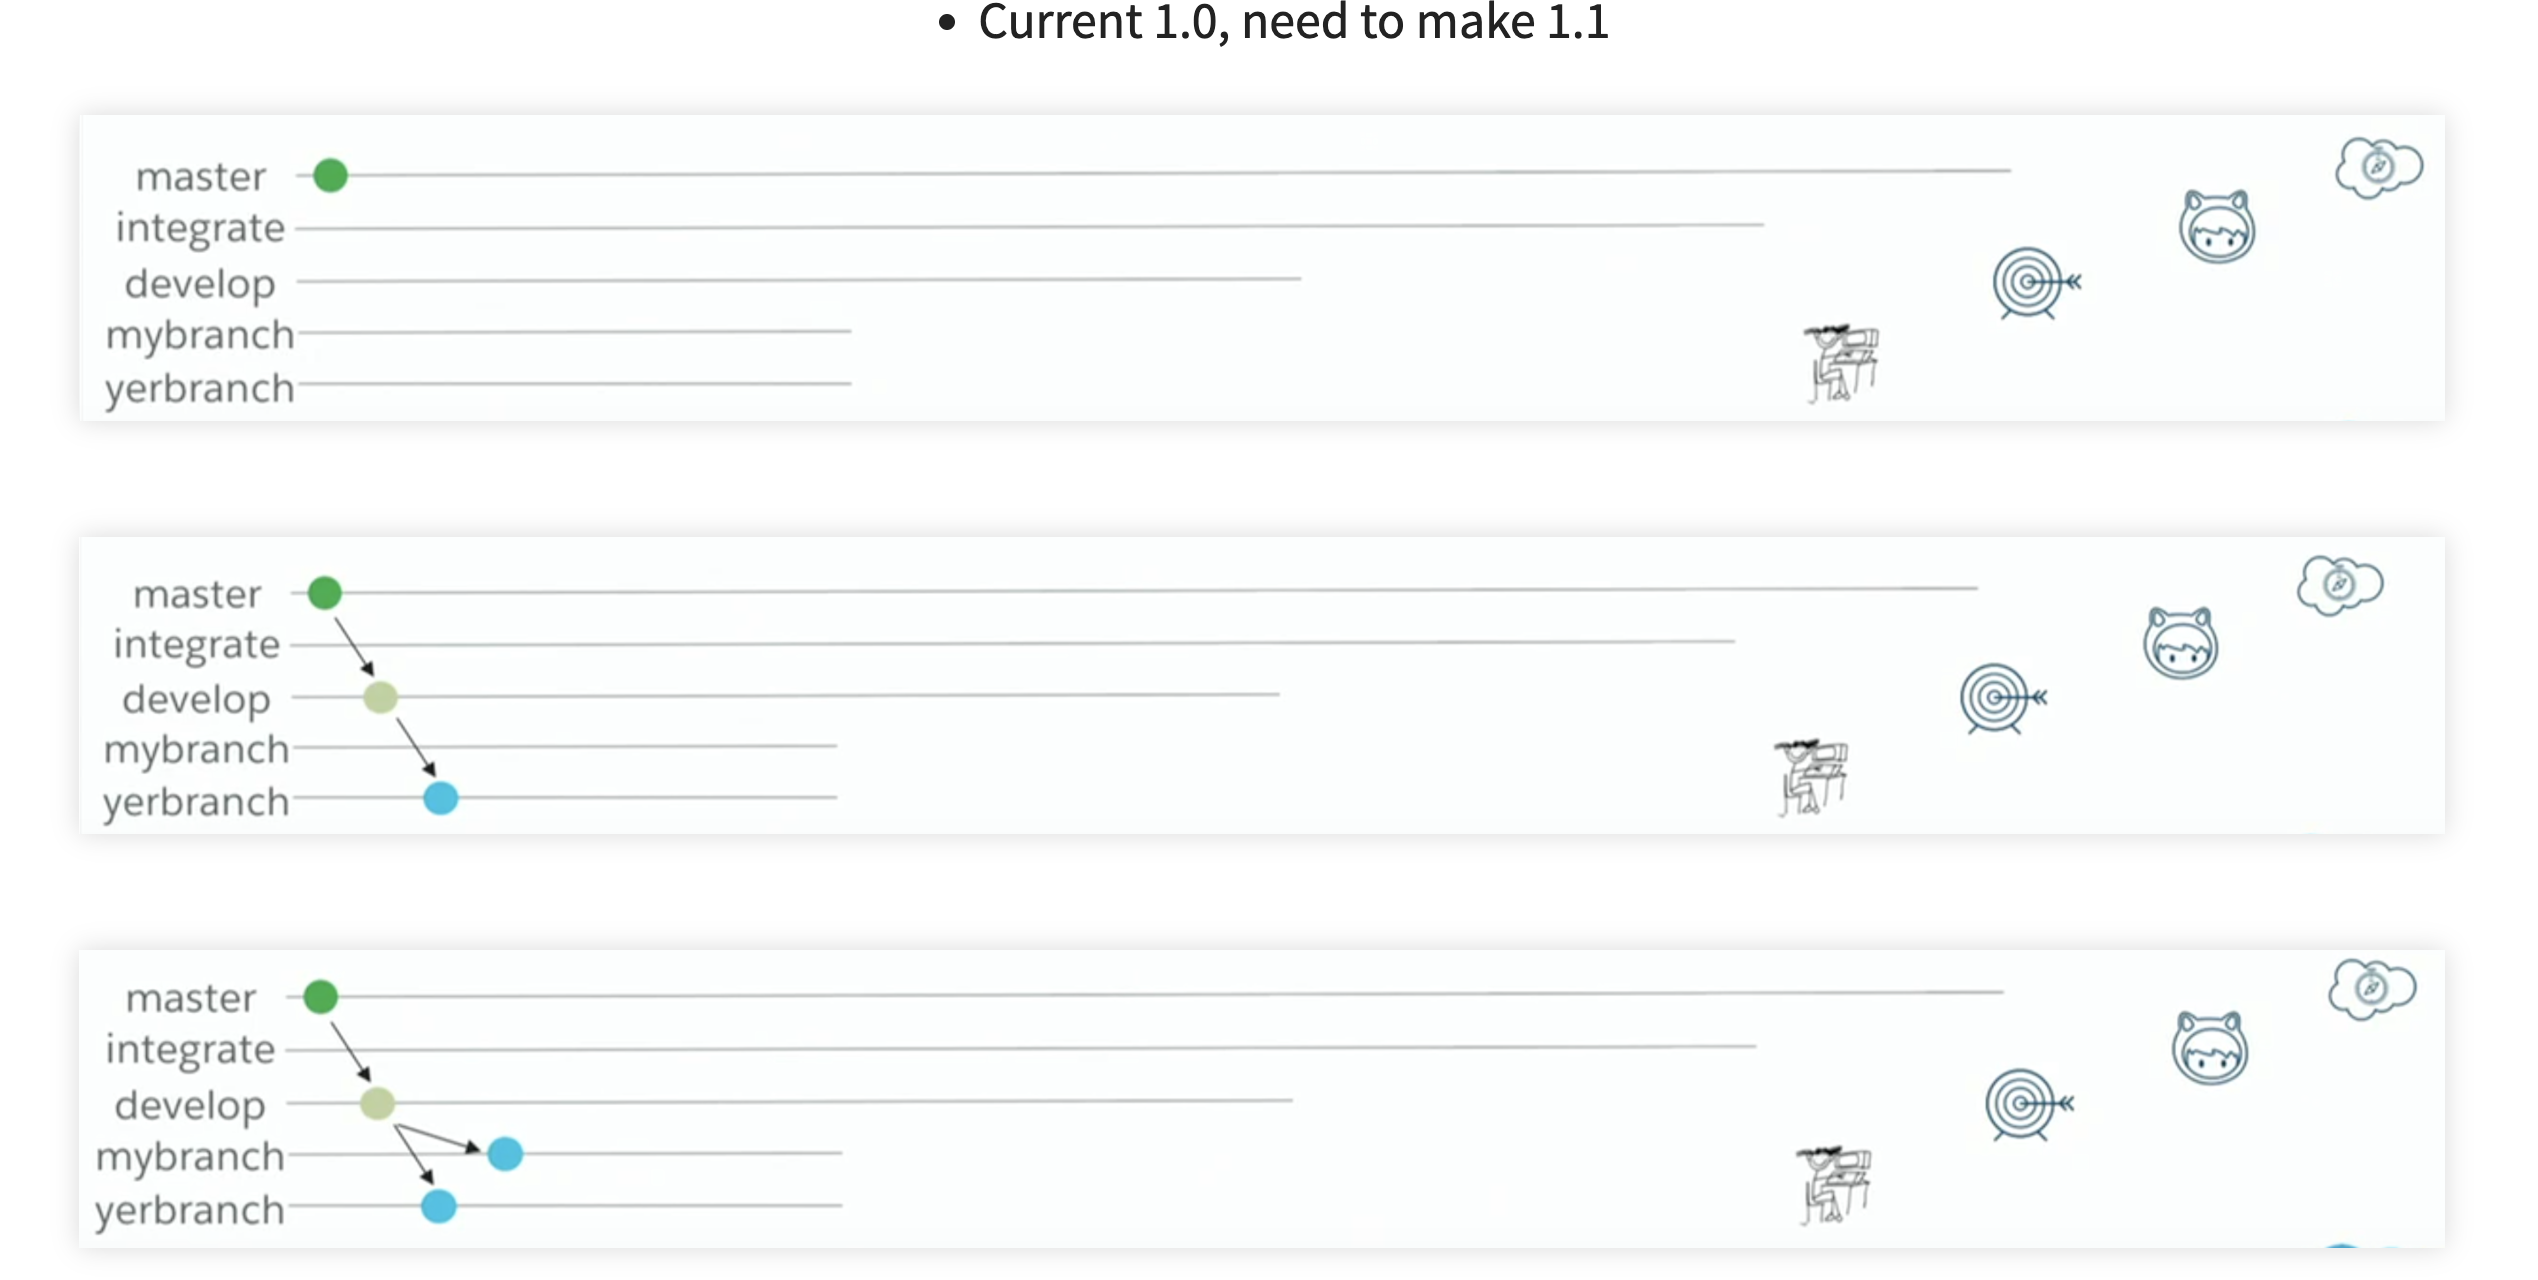 • Current 1.0, need to make 1.1
master
integrate
develop
mybranch
yerbranch
master
integrate
develop
mybranch
yerbranch
master
integrate
develop
mybranch
yerbranch